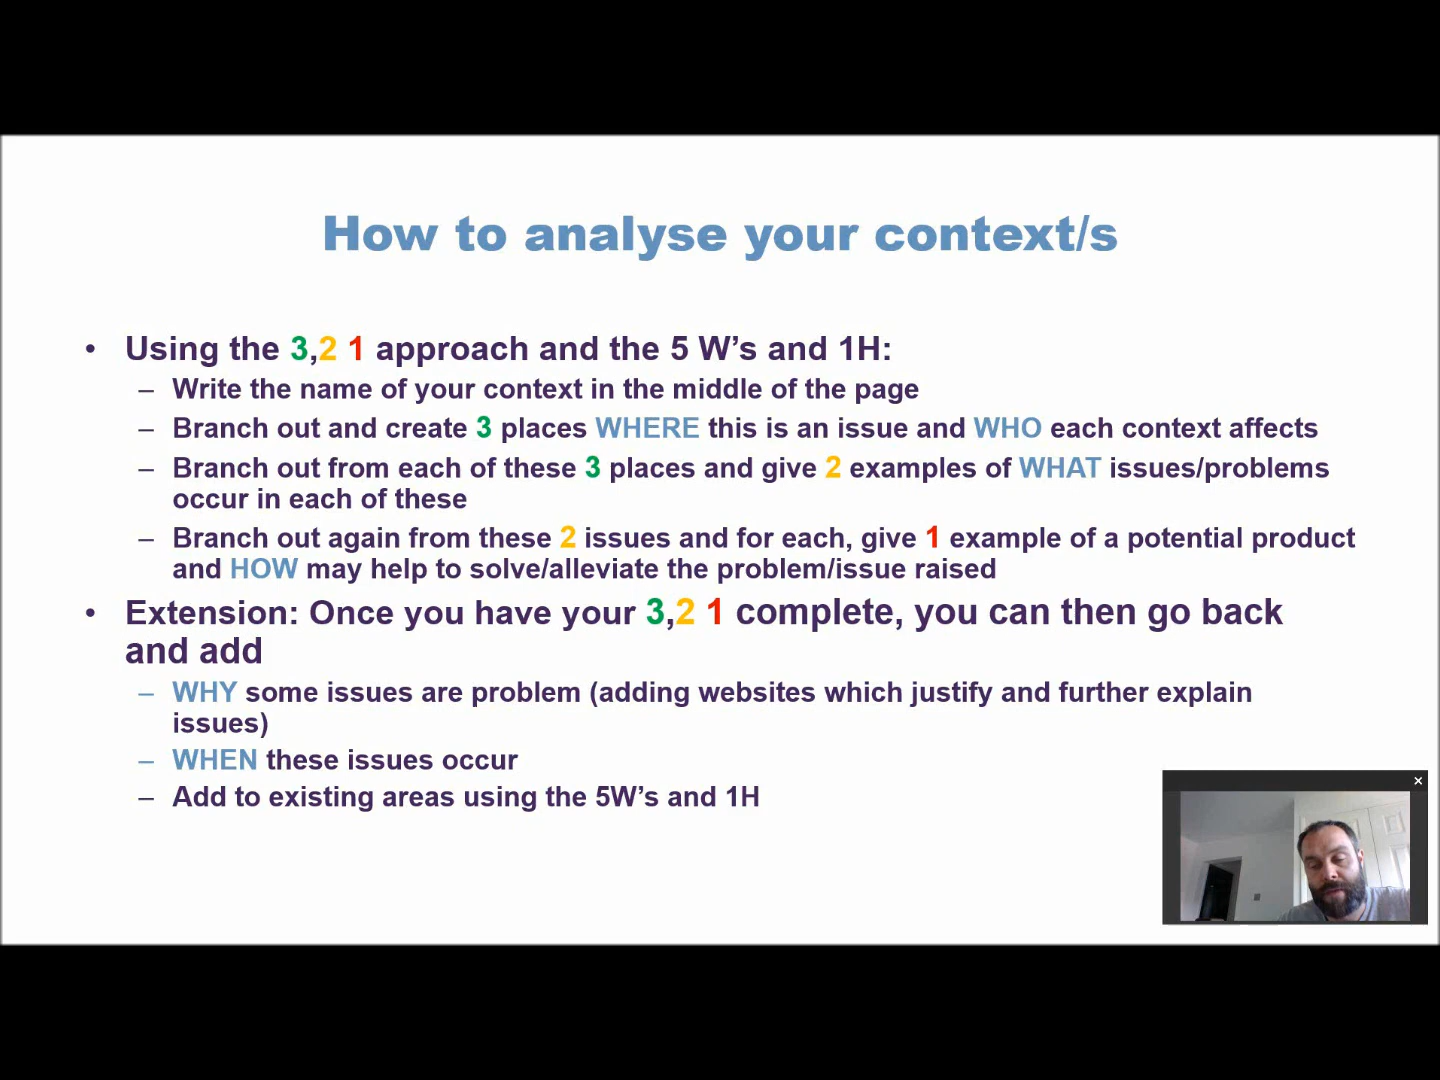 How to analyse your context/s
• Using the 3,2 1 approach and the 5 W’s and 1H:
– Write the name of your context in the middle of the page
– Branch out and create 3 places WHERE this is an issue and WHO each context affects
– Branch out from each of these 3 places and give 2 examples of WHAT issues/problems
occur in each of these
– Branch out again from these 2 issues and for each, give 1 example of a potential product
and HOW may help to solve/alleviate the problem/issue raised
• Extension: Once you have your 3,2 1 complete, you can then go back
and add
– WHY some issues are problem (adding websites which justify and further explain
issues)
– WHEN these issues occur
– Add to existing areas using the 5W’s and 1H